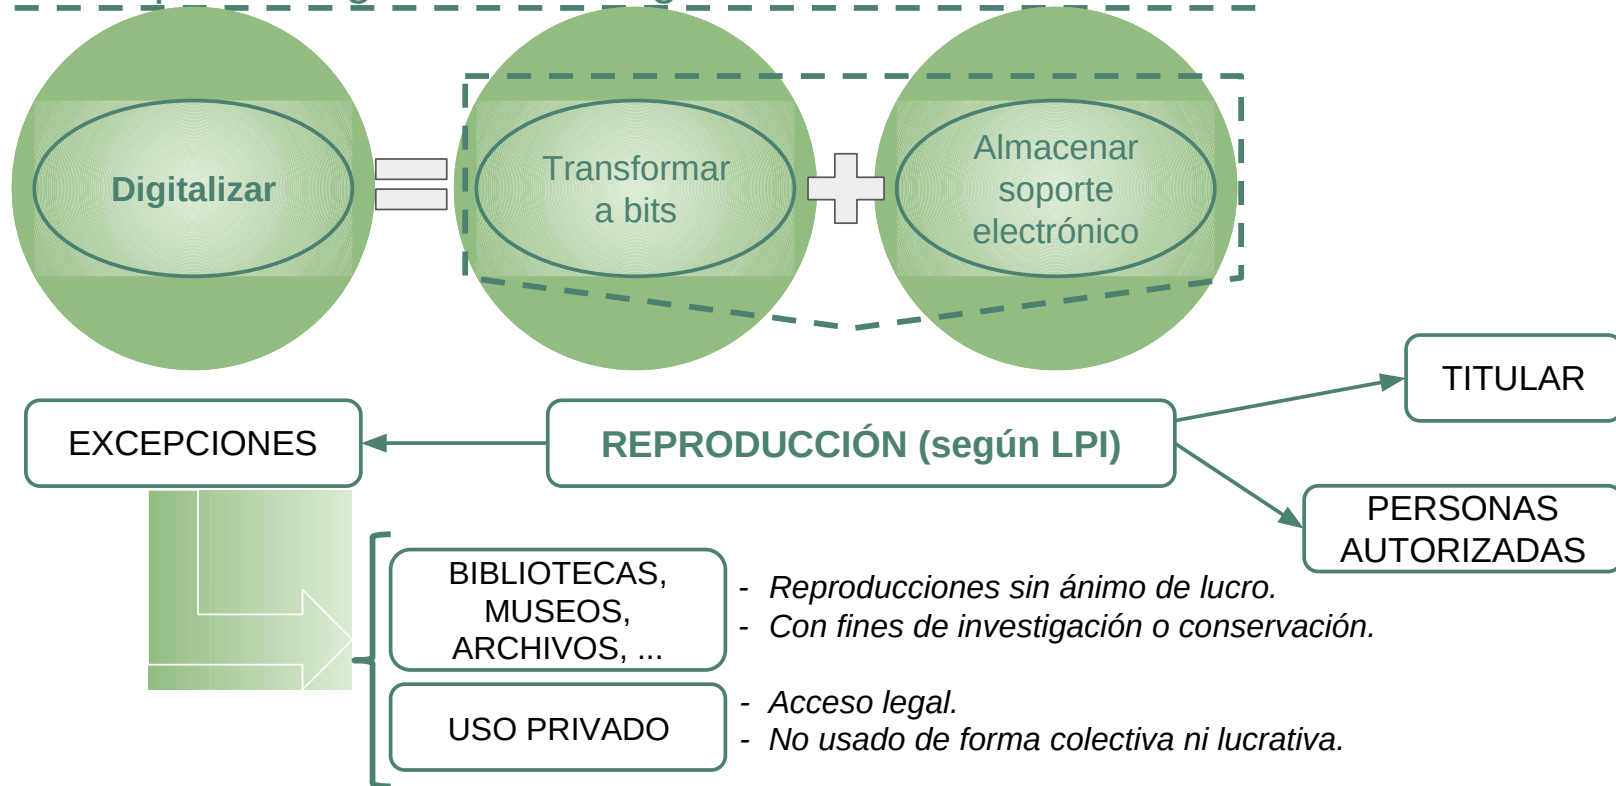 Digitalizar
Transformar
a bits
Almacenar
soporte
electrónico
TITULAR
EXCEPCIONES
REPRODUCCIÓN (según LPI)
PERSONAS
AUTORIZADAS
BIBLIOTECAS,
MUSEOS,
ARCHIVOS, ...
- Reproducciones sin ánimo de lucro.
- Con fines de investigación o conservación.
USO PRIVADO
- Acceso legal.
- No usado de forma colectiva ni lucrativa.